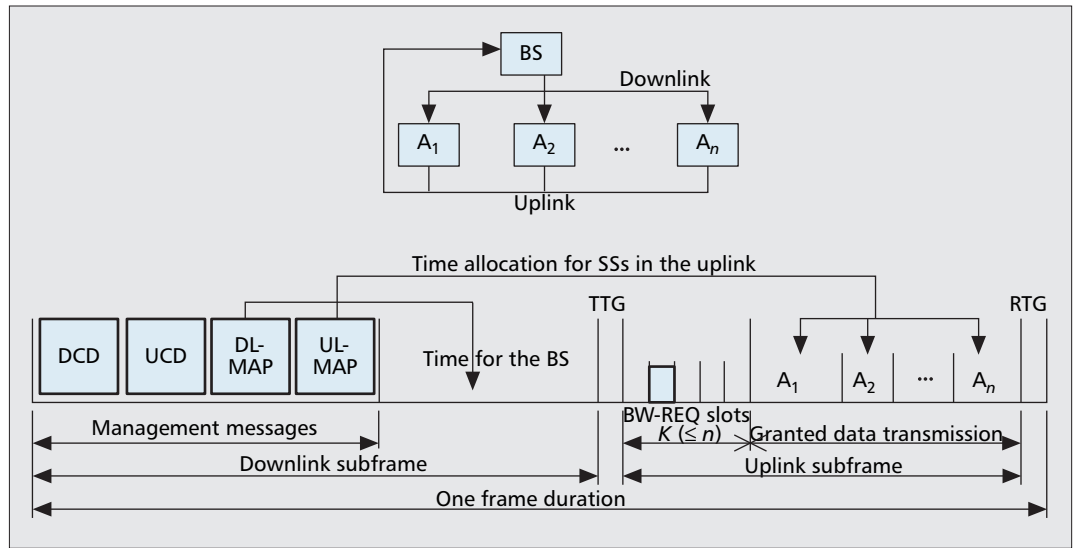 BS
Downlink
A1 A2 ... An
Uplink
Time allocation for SSs in the uplink
TTG RTG
DCD UCD DL-MAP UL-MAP
Time for the BS
A1 A2 ... An
BW-REQ slots
K (≤ n) Granted data transmission
Management messages
Downlink subframe Uplink subframe
One frame duration